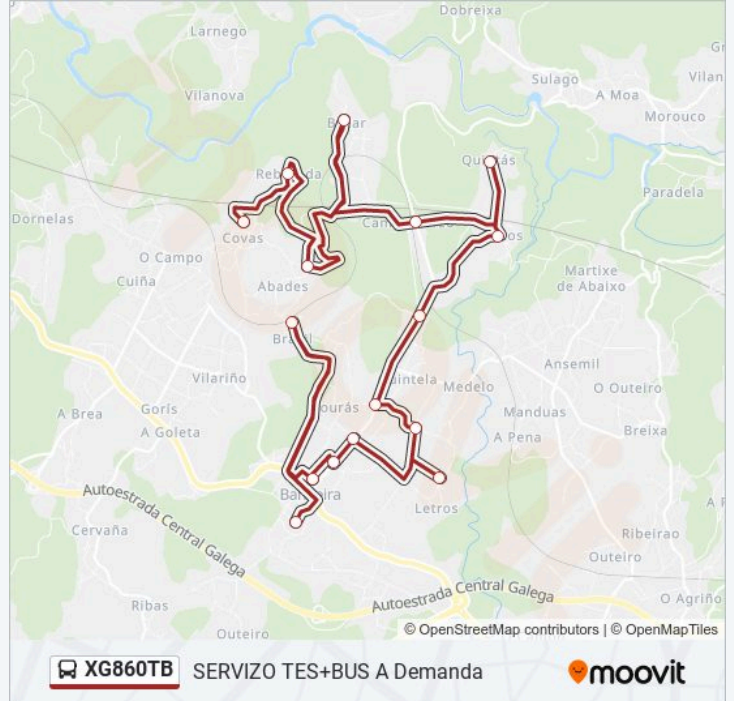 Dobreixa
Larnego
Sulago
Vilanova
A Moa
Morouco
Paradela
Dornelas
Covas
O Campo
Cuíña
Abades
Martixe
de Abaixo
Vilariño
Medelo
Ansemil
O Outeiro
A Brea
Gorís
Manduas
A Goleta
A Pena
Breixa
Letros
Autoestrada Central Galega
Cervaña
Ribeirao
Outeiro
Autoestrada Central Galega
Ribas
O Agriño
Outeiro
© OpenStreetMap contributors | © OpenMapTiles
XG860TB
SERVIZO TES+BUS A Demanda
moovit